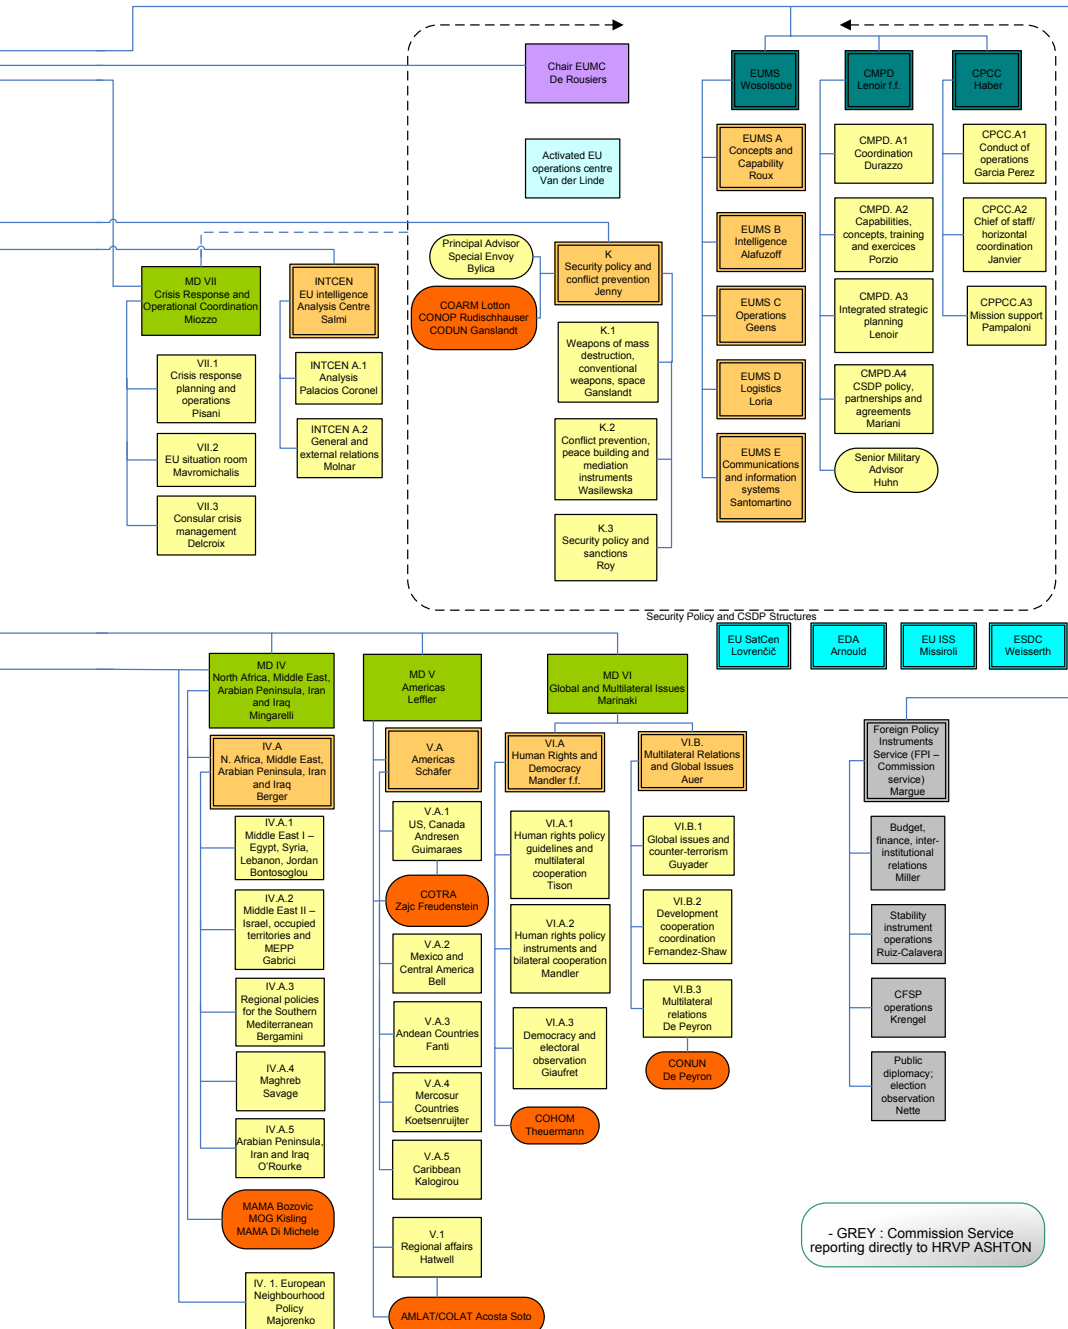 Chair EUMC
De Rousiers
EUMS
Wosolsobe
CMPD
Lenoir f.f.
CPCC
Haber
Activated EU
operations centre
Van der Linde
EUMS A
Concepts and
Capability
Roux
CMPD. A1
Coordination
Durazzo
CPCC.A1
Conduct of
operations
Garcia Perez
EUMS B
Intelligence
Alafuzoff
CMPD. A2
Capabilities,
concepts, training
and exercices
Porzio
CPCC.A2
Chief of staff/
horizontal
coordination
Janvier
Principal Advisor
Special Envoy
Bylica
K
Security policy and
conflict prevention
Jenny
COARM Lotton
CONOP Rudischhauser
CODUN Ganslandt
MD VII
Crisis Response and
Operational Coordination
Miozzo
INTCEN
EU intelligence
Analysis Centre
Salmi
EUMS C
Operations
Geens
CMPD. A3
Integrated strategic
planning
Lenoir
CPPCC.A3
Mission support
Pampaloni
K.1
Weapons of mass
destruction,
conventional
weapons, space
Ganslandt
VII.1
Crisis response
planning and
operations
Pisani
INTCEN A.1
Analysis
Palacios Coronel
EUMS D
Logistics
Loria
CMPD.A4
CSDP policy,
partnerships and
agreements
Mariani
VII.2
EU situation room
Mavromichalis
INTCEN A.2
General and
external relations
Molnar
K.2
Conflict prevention,
peace building and
mediation
instruments
Wasilewska
EUMS E
Communications
and information
systems
Santomartino
Senior Military
Advisor
Huhn
VII.3
Consular crisis
management
Delcroix
K.3
Security policy and
sanctions
Roy
Security Policy and CSDP Structures
EU SatCen
Lovrenčič
EDA
Arnould
EU ISS
Missiroli
ESDC
Weisserth
MD IV
North Africa, Middle East,
Arabian Peninsula, Iran
and Iraq
Mingarelli
MD V
Americas
Leffler
MD VI
Global and Multilateral Issues
Marinaki
IV.A
N. Africa, Middle East,
Arabian Peninsula, Iran
and Iraq
Berger
V.A
Americas
Schäfer
VI.A
Human Rights and
Democracy
Mandler f.f.
VI.B.
Multilateral Relations
and Global Issues
Auer
Foreign Policy
Instruments
Service (FPI –
Commission
service)
Margue
IV.A.1
Middle East I –
Egypt, Syria,
Lebanon, Jordan
Bontosoglou
V.A.1
US, Canada
Andresen
Guimaraes
VI.A.1
Human rights policy
guidelines and
multilateral
cooperation
Tison
VI.B.1
Global issues and
counter-terrorism
Guyader
Budget,
finance, inter-
institutional
relations
Miller
COTRA
Zajc Freudenstein
IV.A.2
Middle East II –
Israel, occupied
territories and
MEPP
Gabrici
VI.A.2
Human rights policy
instruments and
bilateral cooperation
Mandler
VI.B.2
Development
cooperation
coordination
Fernandez-Shaw
Stability
instrument
operations
Ruiz-Calavera
V.A.2
Mexico and
Central America
Bell
IV.A.3
Regional policies
for the Southern
Mediterranean
Bergamini
V.A.3
Andean Countries
Fanti
VI.A.3
Democracy and
electoral
observation
Giaufret
VI.B.3
Multilateral
relations
De Peyron
CFSP
operations
Krengel
IV.A.4
Maghreb
Savage
V.A.4
Mercosur
Countries
Koetsenruijter
CONUN
De Peyron
Public
diplomacy;
election
observation
Nette
IV.A.5
Arabian Peninsula,
Iran and Iraq
O'Rourke
COHOM
Theuermann
V.A.5
Caribbean
Kalogirou
MAMA Bozovic
MOG Kisling
MAMA Di Michele
V.1
Regional affairs
Hatwell
- GREY : Commission Service
reporting directly to HRVP ASHTON
IV. 1. European
Neighbourhood
Policy
Majorenko
AMLAT/COLAT Acosta Soto